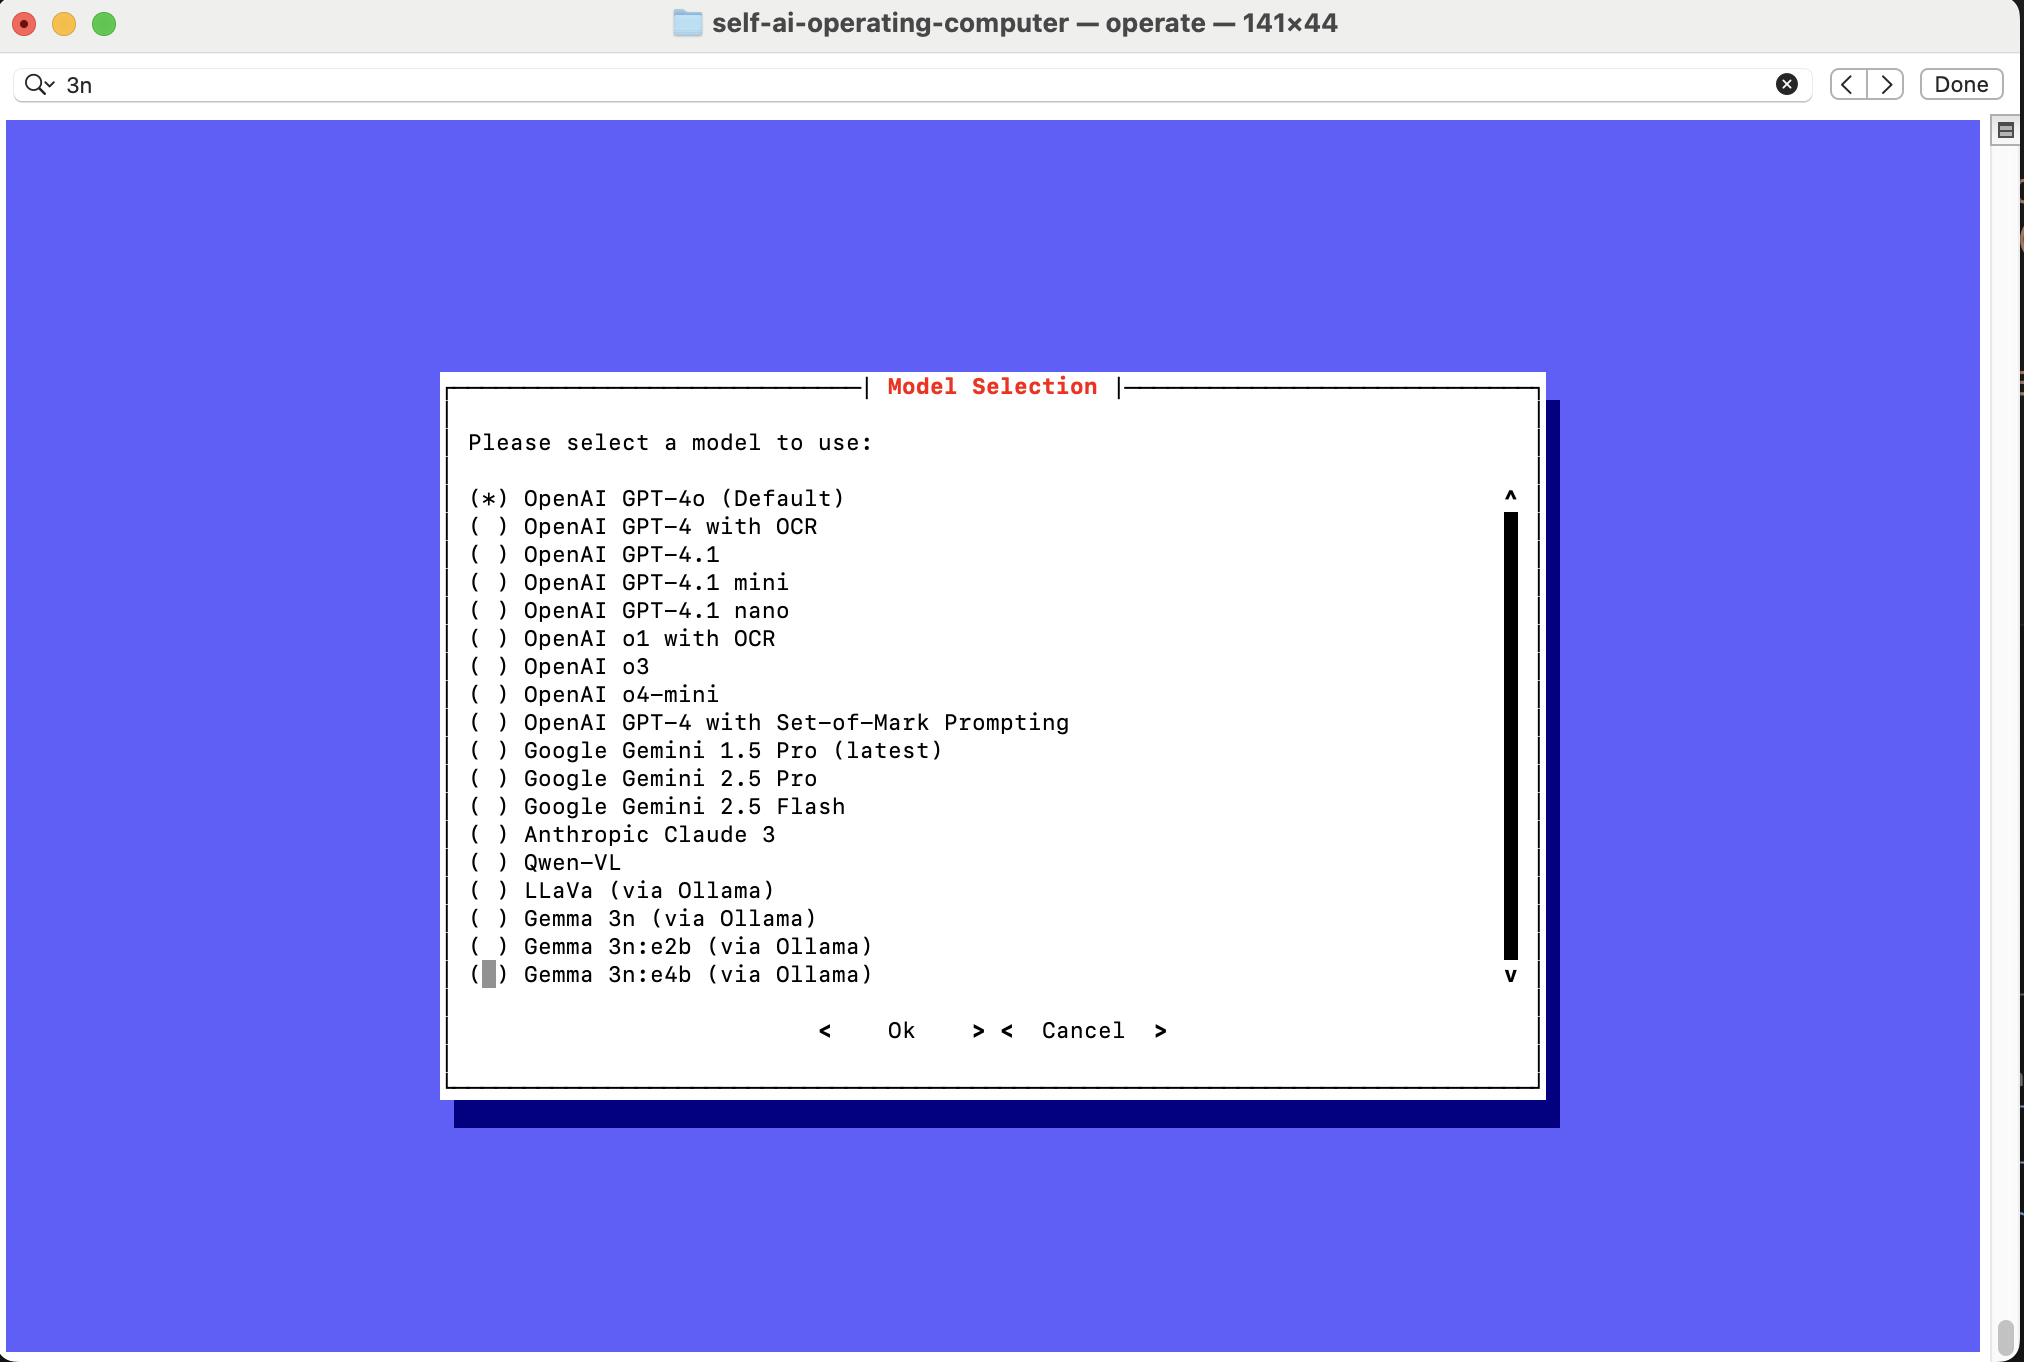 self-ai-operating-computer — operate — 141×44
3n
Done
Model Selection
Please select a model to use:
(*) OpenAI GPT-4o (Default)
( ) OpenAI GPT-4 with OCR
( ) OpenAI GPT-4.1
( ) OpenAI GPT-4.1 mini
( ) OpenAI GPT-4.1 nano
( ) OpenAI o1 with OCR
( ) OpenAI o3
( ) OpenAI o4-mini
( ) OpenAI GPT-4 with Set-of-Mark Prompting
( ) Google Gemini 1.5 Pro (latest)
( ) Google Gemini 2.5 Pro
( ) Google Gemini 2.5 Flash
( ) Anthropic Claude 3
( ) Qwen-VL
( ) LLaVa (via Ollama)
( ) Gemma 3n (via Ollama)
( ) Gemma 3n:e2b (via Ollama)
( ) Gemma 3n:e4b (via Ollama)
< Ok > < Cancel >